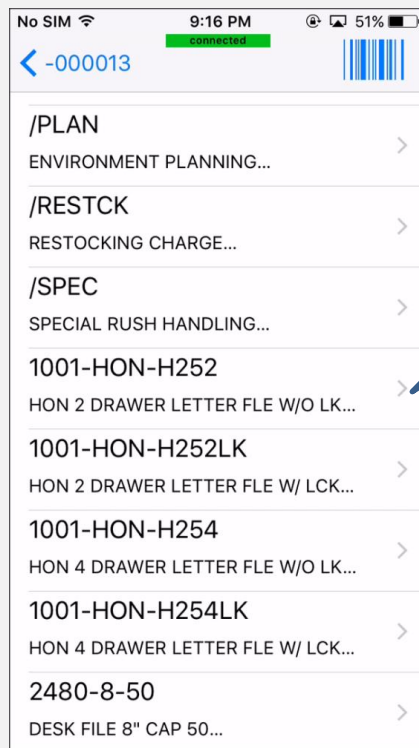 No SIM 9:16 PM 51%
connected
-000013
/PLAN
ENVIRONMENT PLANNING...
/RESTCK
RESTOCKING CHARGE...
/SPEC
SPECIAL RUSH HANDLING...
1001-HON-H252
HON 2 DRAWER LETTER FLE W/O LK...
1001-HON-H252LK
HON 2 DRAWER LETTER FLE W/ LCK...
1001-HON-H254
HON 4 DRAWER LETTER FLE W/O LK...
1001-HON-H254LK
HON 4 DRAWER LETTER FLE W/ LCK...
2480-8-50
DESK FILE 8" CAP 50...